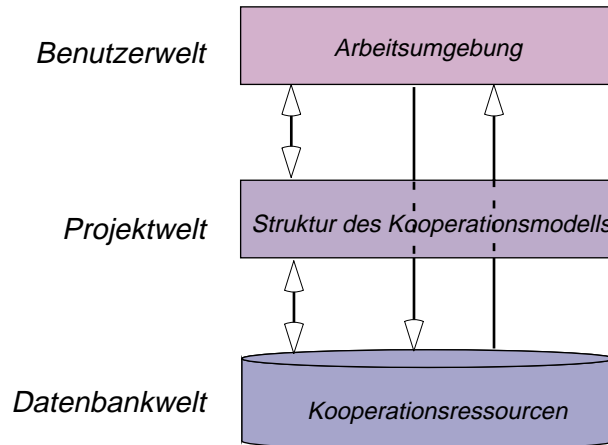 Benutzerwelt
Arbeitsumgebung
Projektwelt
Struktur des Kooperationsmodells
Datenbankwelt
Kooperationsressourcen